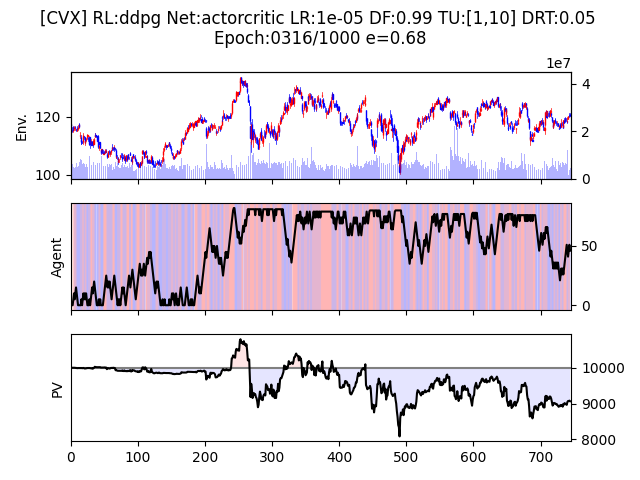 [CVX] RL:ddpg Net:actorcritic LR:1e-05 DF:0.99 TU:[1,10] DRT:0.05
Epoch:0316/1000 e=0.68
1e7
Env.
120
100
4
2
0
Agent
50
0
PV
10000
9000
8000
0 100 200 300 400 500 600 700